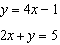 y = 4x − 1
2x + y = 5